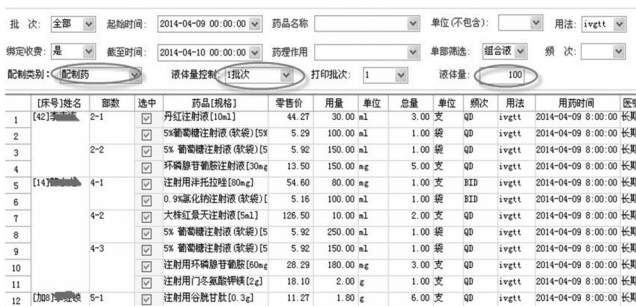 批 次: 全部 起始时间: 2014-04-09 00:00:00 药品名称 单位(不包含): 用法: ivgtt
绑定收费: 是 截至时间: 2014-04-10 00:00:00 药理作用 单部筛选: 组合液 频 次:
配制类别: 配制药 液体量控制: 1批次 打印批次: 1 液体量: 100
[床号]姓名 部数 选中 药品[规格] 零售价 用量 单位 总量 单位 频次 用法 用药时间 医
1 [42] 2-1 丹红注射液[10ml] 44.27 30.00 ml 3.00 支 QD ivgtt 2014-04-09 8:00:00 长期
2 5%葡萄糖注射液(软袋)[5% 5.29 100.00 ml 1.00 袋 QD ivgtt 2014-04-09 8:00:00 长期
3 2-2 5% 葡萄糖注射液(软袋)[5 5.92 150.00 ml 1.00 袋 QD ivgtt 2014-04-09 8:00:00 长期
4 环磷腺苷葡胺注射液[30mg 13.50 150.00 mg 5.00 支 QD ivgtt 2014-04-09 8:00:00 长期
5 [14] 4-1 注射用泮托拉唑[80mg] 54.60 80.00 mg 1.00 支 BID ivgtt 2014-04-09 8:00:00 长期
6 0.9%氯化钠注射液(软袋)[ 5.16 100.00 ml 1.00 袋 BID ivgtt 2014-04-09 8:00:00 长期
7 4-2 大株红景天注射液[5ml] 126.50 10.00 ml 2.00 支 QD ivgtt 2014-04-09 8:00:00 长期
8 5% 葡萄糖注射液(软袋)[5 5.92 250.00 ml 1.00 袋 QD ivgtt 2014-04-09 8:00:00 长期
9 4-3 5% 葡萄糖注射液(软袋)[5 5.92 150.00 ml 1.00 袋 QD ivgtt 2014-04-09 8:00:00 长期
10 注射用环磷腺苷葡胺[60mg 28.29 180.00 mg 3.00 支 QD ivgtt 2014-04-09 8:00:00 长期
11 注射用门冬氨酸钾镁[2g] 18.10 2.00 g 1.00 支 QD ivgtt 2014-04-09 8:00:00 长期
12 [加8] 5-1 注射用谷胱甘肽[0.3g] 11.27 1.80 g 6.00 支 QD ivgtt 2014-04-09 8:00:00 长期